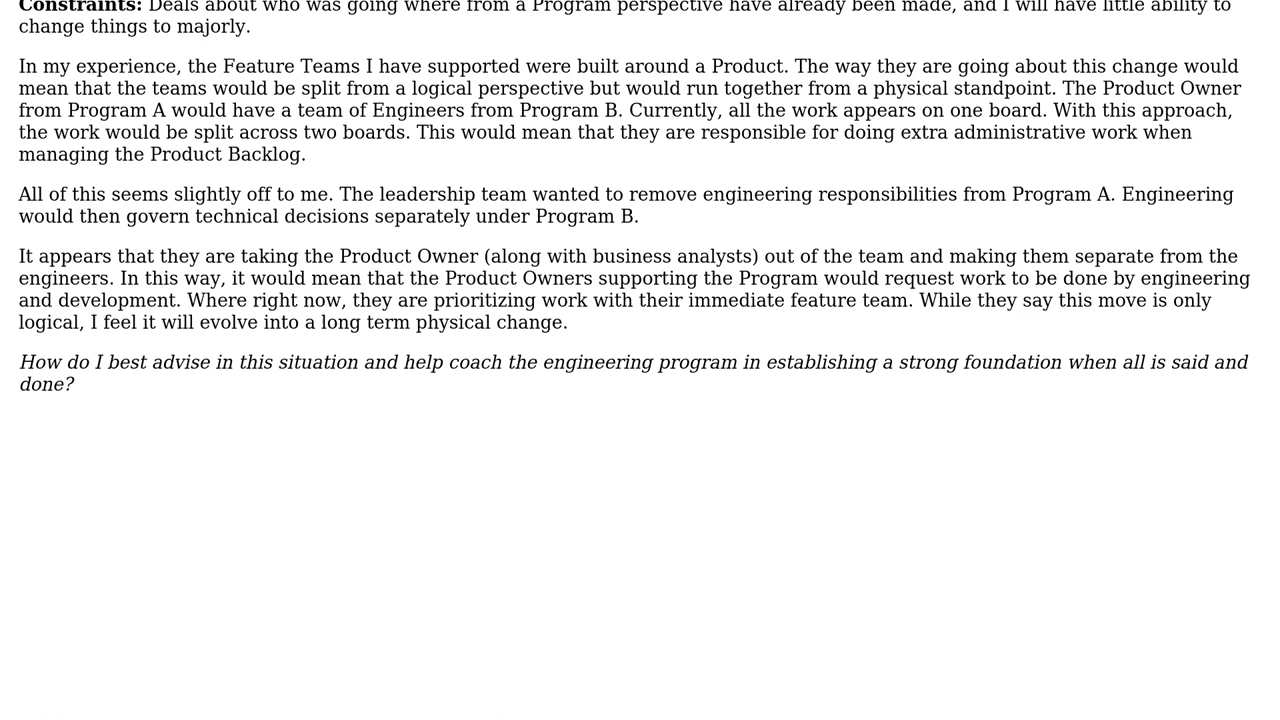 Constraints: Deals about who was going where from a Program perspective have already been made, and I will have little ability to
change things to majorly.
In my experience, the Feature Teams I have supported were built around a Product. The way they are going about this change would
mean that the teams would be split from a logical perspective but would run together from a physical standpoint. The Product Owner
from Program A would have a team of Engineers from Program B. Currently, all the work appears on one board. With this approach,
the work would be split across two boards. This would mean that they are responsible for doing extra administrative work when
managing the Product Backlog.
All of this seems slightly off to me. The leadership team wanted to remove engineering responsibilities from Program A. Engineering
would then govern technical decisions separately under Program B.
It appears that they are taking the Product Owner (along with business analysts) out of the team and making them separate from the
engineers. In this way, it would mean that the Product Owners supporting the Program would request work to be done by engineering
and development. Where right now, they are prioritizing work with their immediate feature team. While they say this move is only
logical, I feel it will evolve into a long term physical change.
How do I best advise in this situation and help coach the engineering program in establishing a strong foundation when all is said and
done?